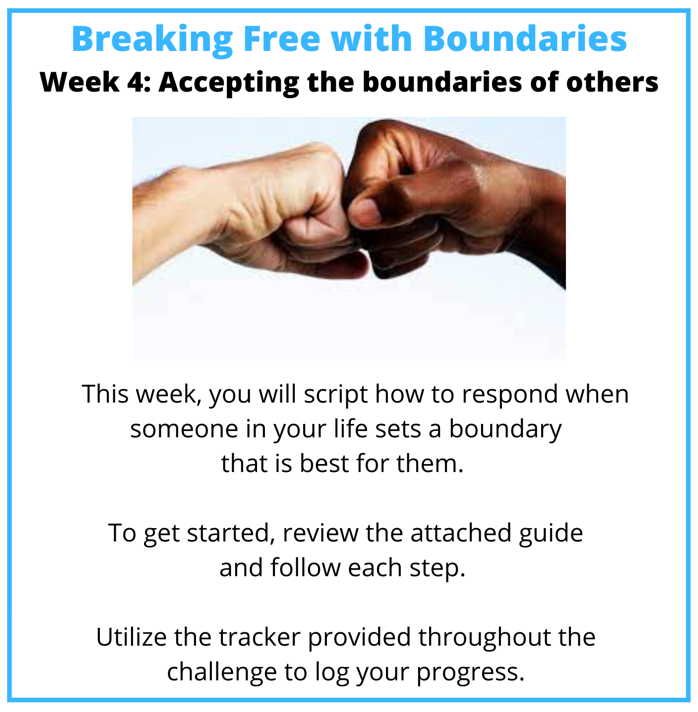 Breaking Free with Boundaries
Week 4: Accepting the boundaries of others
This week, you will script how to respond when
someone in your life sets a boundary
that is best for them.
To get started, review the attached guide
and follow each step.
Utilize the tracker provided throughout the
challenge to log your progress.